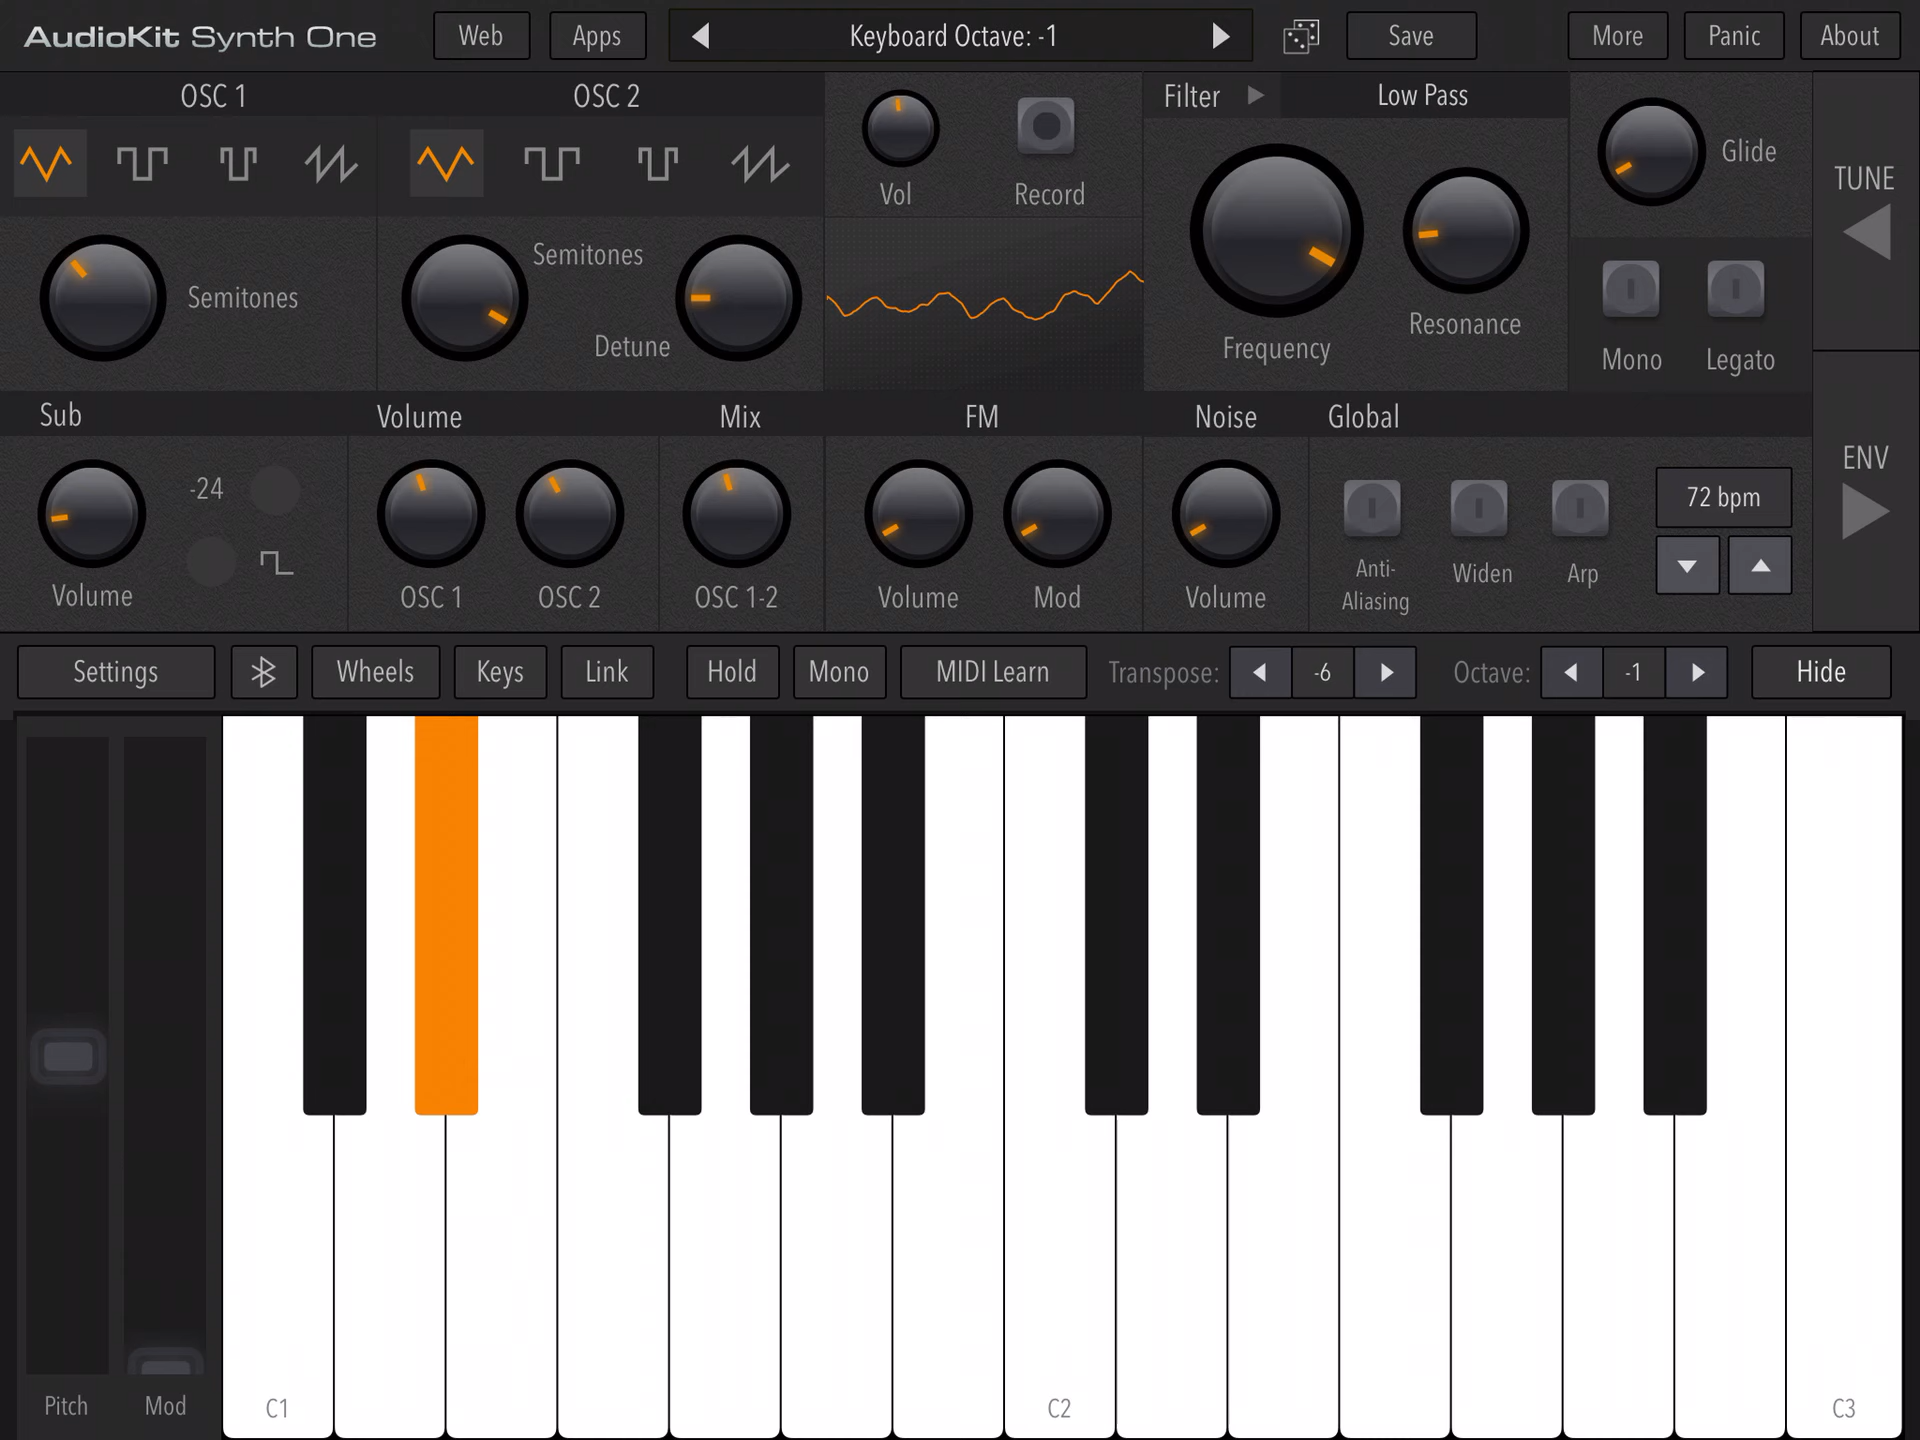 AudioKit Synth One
Web
Apps
Keyboard Octave: -1
Save
More
Panic
About
OSC 1
OSC 2
Vol
Record
Filter
Low Pass
Glide
TUNE
Semitones
Semitones
Detune
Frequency
Resonance
Mono
Legato
Sub
Volume
Mix
FM
Noise
Global
ENV
-24
Volume
OSC 1
OSC 2
OSC 1-2
Volume
Mod
Volume
Anti-
Aliasing
Widen
Arp
72 bpm
Settings
Wheels
Keys
Link
Hold
Mono
MIDI Learn
Transpose:
-6
Octave:
-1
Hide
Pitch
Mod
C1
C2
C3